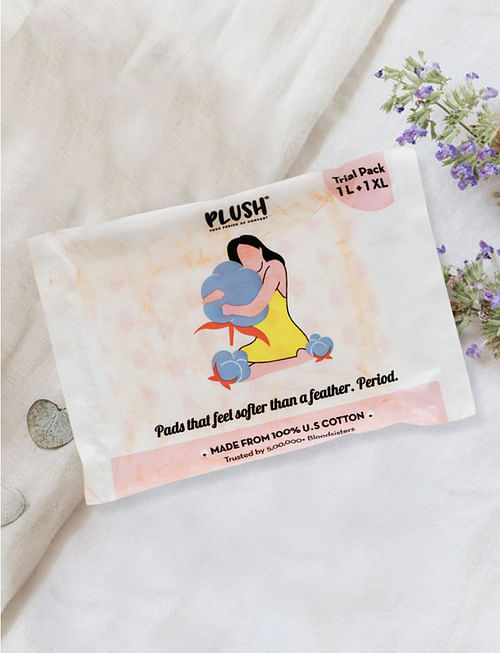 Trial Pack
1 L + 1 XL
PLUSH®
YOUR PERIOD OF COMFORT
Pads that feel softer than a feather. Period.
• MADE FROM 100% U.S COTTON •
Trusted by 5,00,000+ Bloodsisters